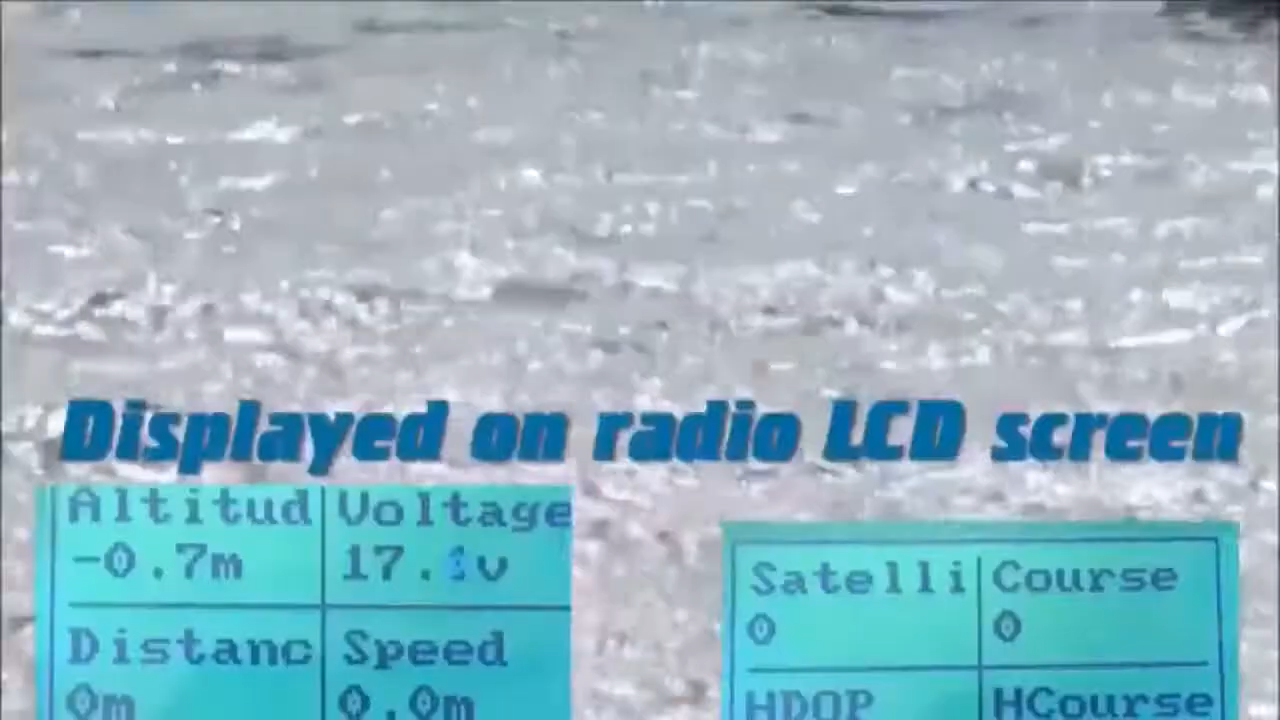 Displayed on radio LCD screen
Altitud Voltage
-0.7m 17.1v
Distanc Speed
0m 0.0m
Satelli Course
0 0
HDOP HCourse